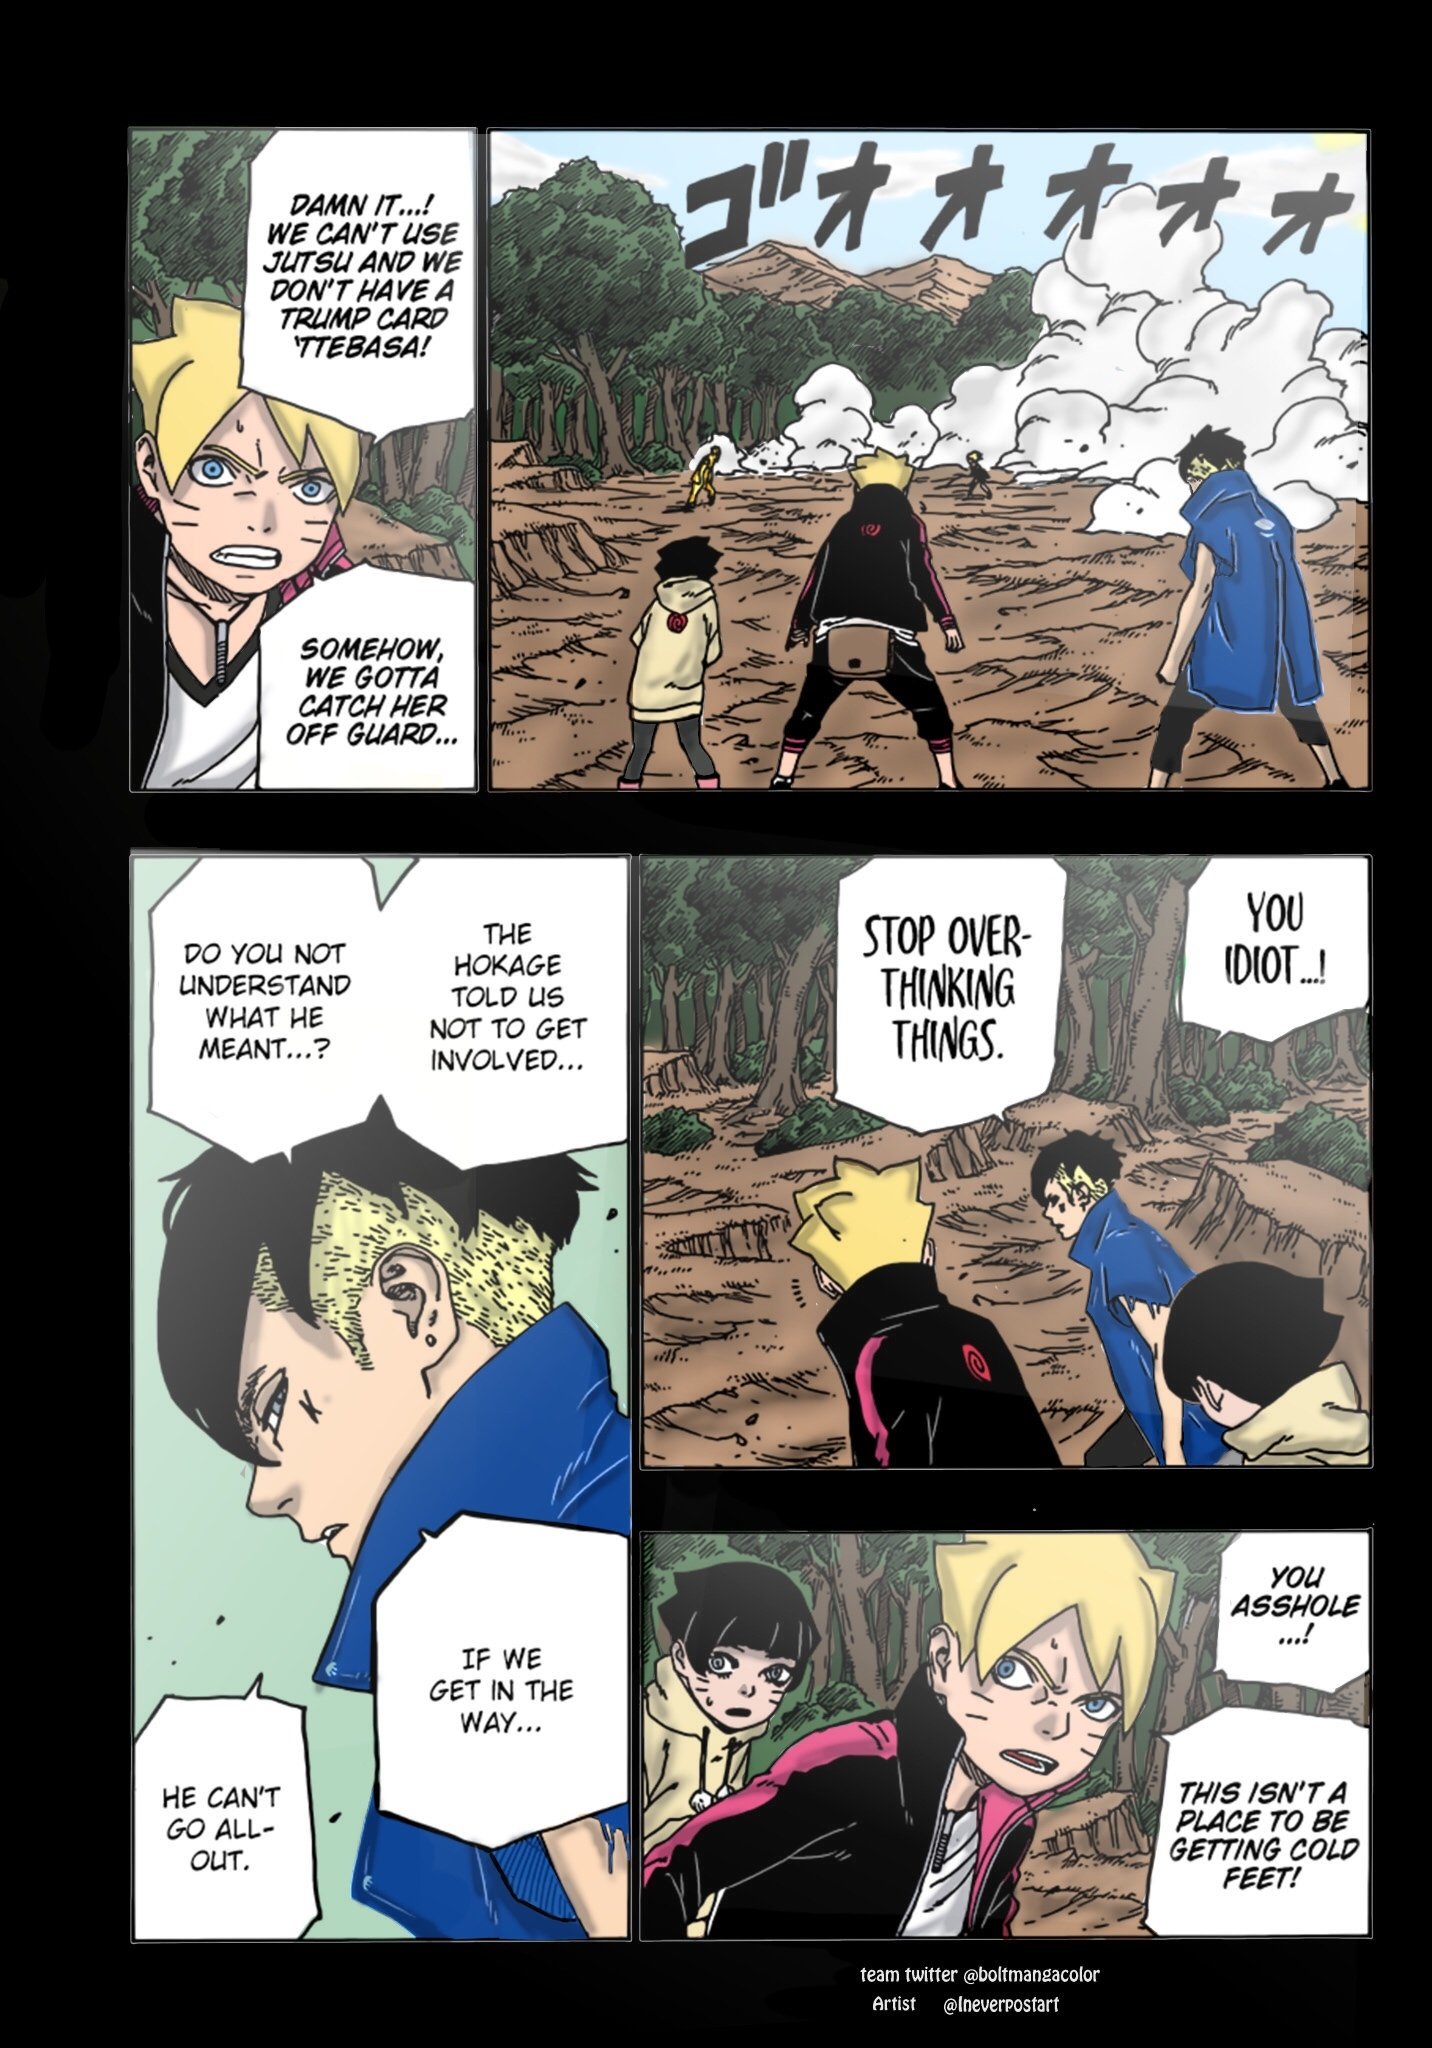 ゴオオオオオ
DAMN IT...!
WE CAN'T USE
JUTSU AND WE
DON'T HAVE A
TRUMP CARD
'TTEBASA!
SOMEHOW,
WE GOTTA
CATCH HER
OFF GUARD...
YOU
IDIOT...!
STOP OVER-
THINKING
THINGS.
YOU
ASSHOLE
...!
THIS ISN'T A
PLACE TO BE
GETTING COLD
FEET!
THE
HOKAGE
TOLD US
NOT TO GET
INVOLVED...
DO YOU NOT
UNDERSTAND
WHAT HE
MEANT...?
IF WE
GET IN THE
WAY...
HE CAN'T
GO ALL-
OUT.
team twitter @boltmangacolor
Artist @Ineverpostart